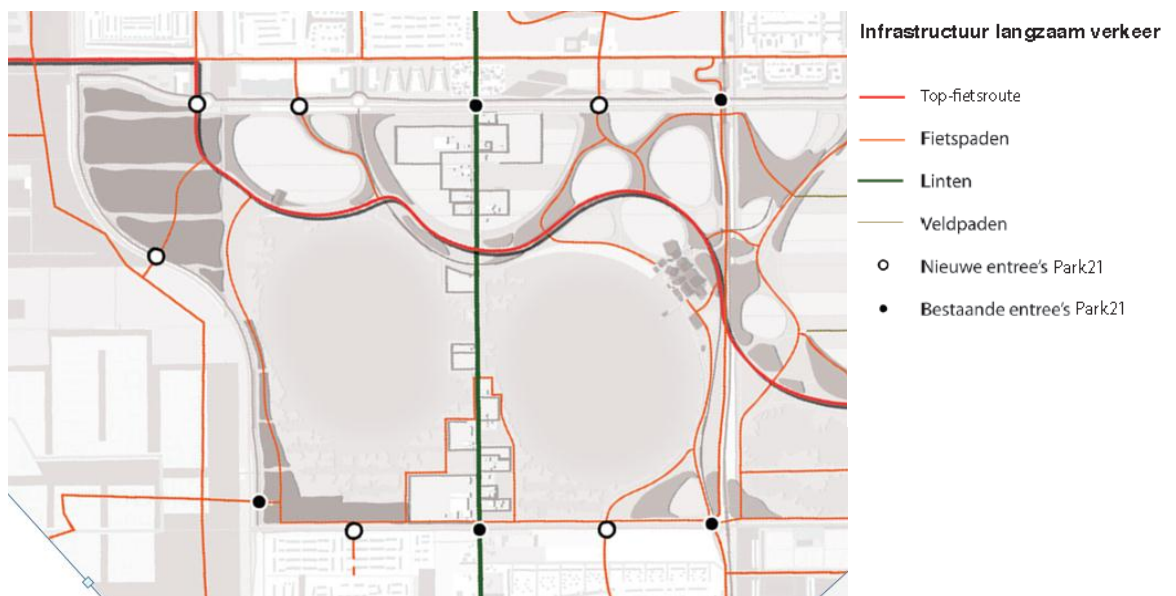 Infrastructuur langzaam verkeer
Top-fietsroute
Fietspaden
Linten
Veldpaden
Nieuwe entree's Park21
Bestaande entree's Park21